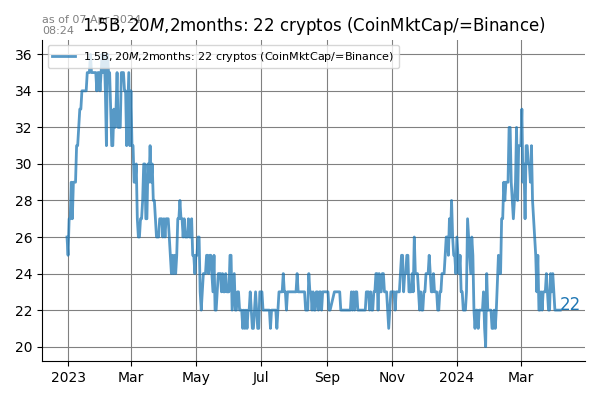 as of 07-Apr-2024
08:24
1.5B, 20M,2months: 22 cryptos (CoinMktCap/=Binance)
1.5B, 20M,2months: 22 cryptos (CoinMktCap/=Binance)
36
34
32
30
28
26
24
22
20
22
2023 Mar May Jul Sep Nov 2024 Mar